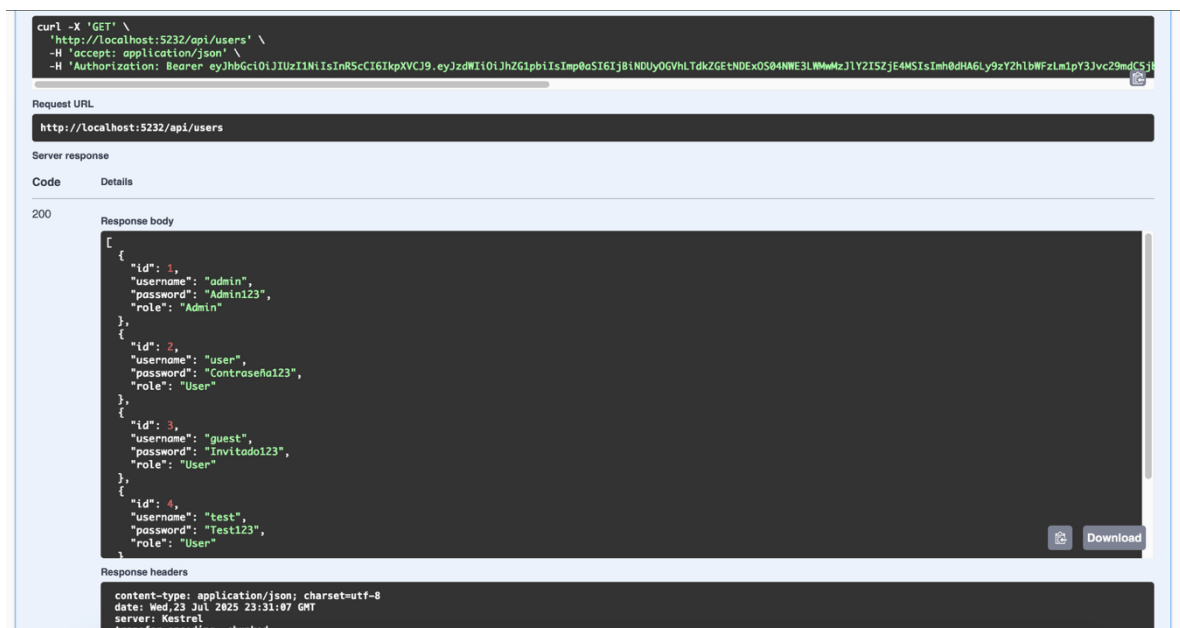 curl -X 'GET' \
'http://localhost:5232/api/users' \
-H 'accept: application/json' \
-H 'Authorization: Bearer
Request URL
http://localhost:5232/api/users
Server response
Code Details
200
Response body
[
{
"id": 1,
"username": "admin",
"password": "Admin123",
"role": "Admin"
},
{
"id": 2,
"username": "user",
"password": "Contraseña123",
"role": "User"
},
{
"id": 3,
"username": "guest",
"password": "Invitado123",
"role": "User"
},
{
"id": 4,
"username": "test",
"password": "Test123",
"role": "User"
}
Download
Response headers
content-type: application/json; charset=utf-8
date: Wed,23 Jul 2025 23:31:07 GMT
server: Kestrel